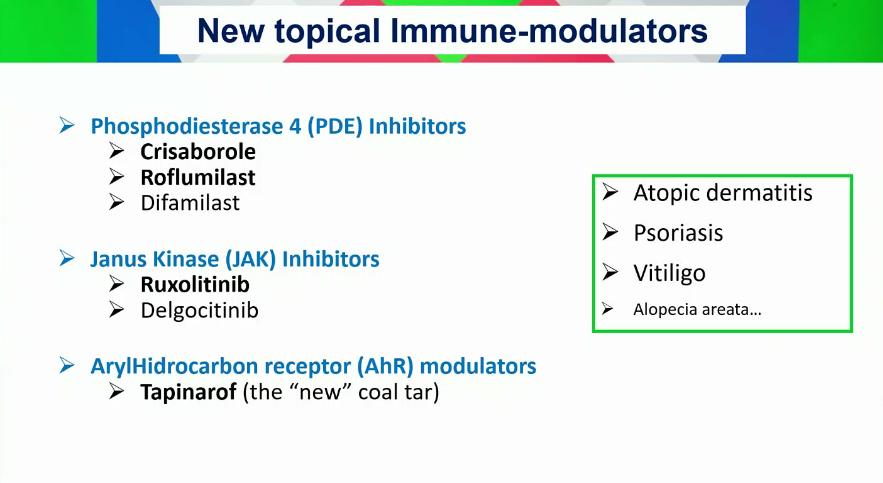 New topical Immune-modulators
➢ Phosphodiesterase 4 (PDE) Inhibitors
➢ Crisaborole
➢ Roflumilast
➢ Difamilast
➢ Janus Kinase (JAK) Inhibitors
➢ Ruxolitinib
➢ Delgocitinib
➢ ArylHidrocarbon receptor (AhR) modulators
➢ Tapinarof (the “new” coal tar)
➢ Atopic dermatitis
➢ Psoriasis
➢ Vitiligo
➢ Alopecia areata...